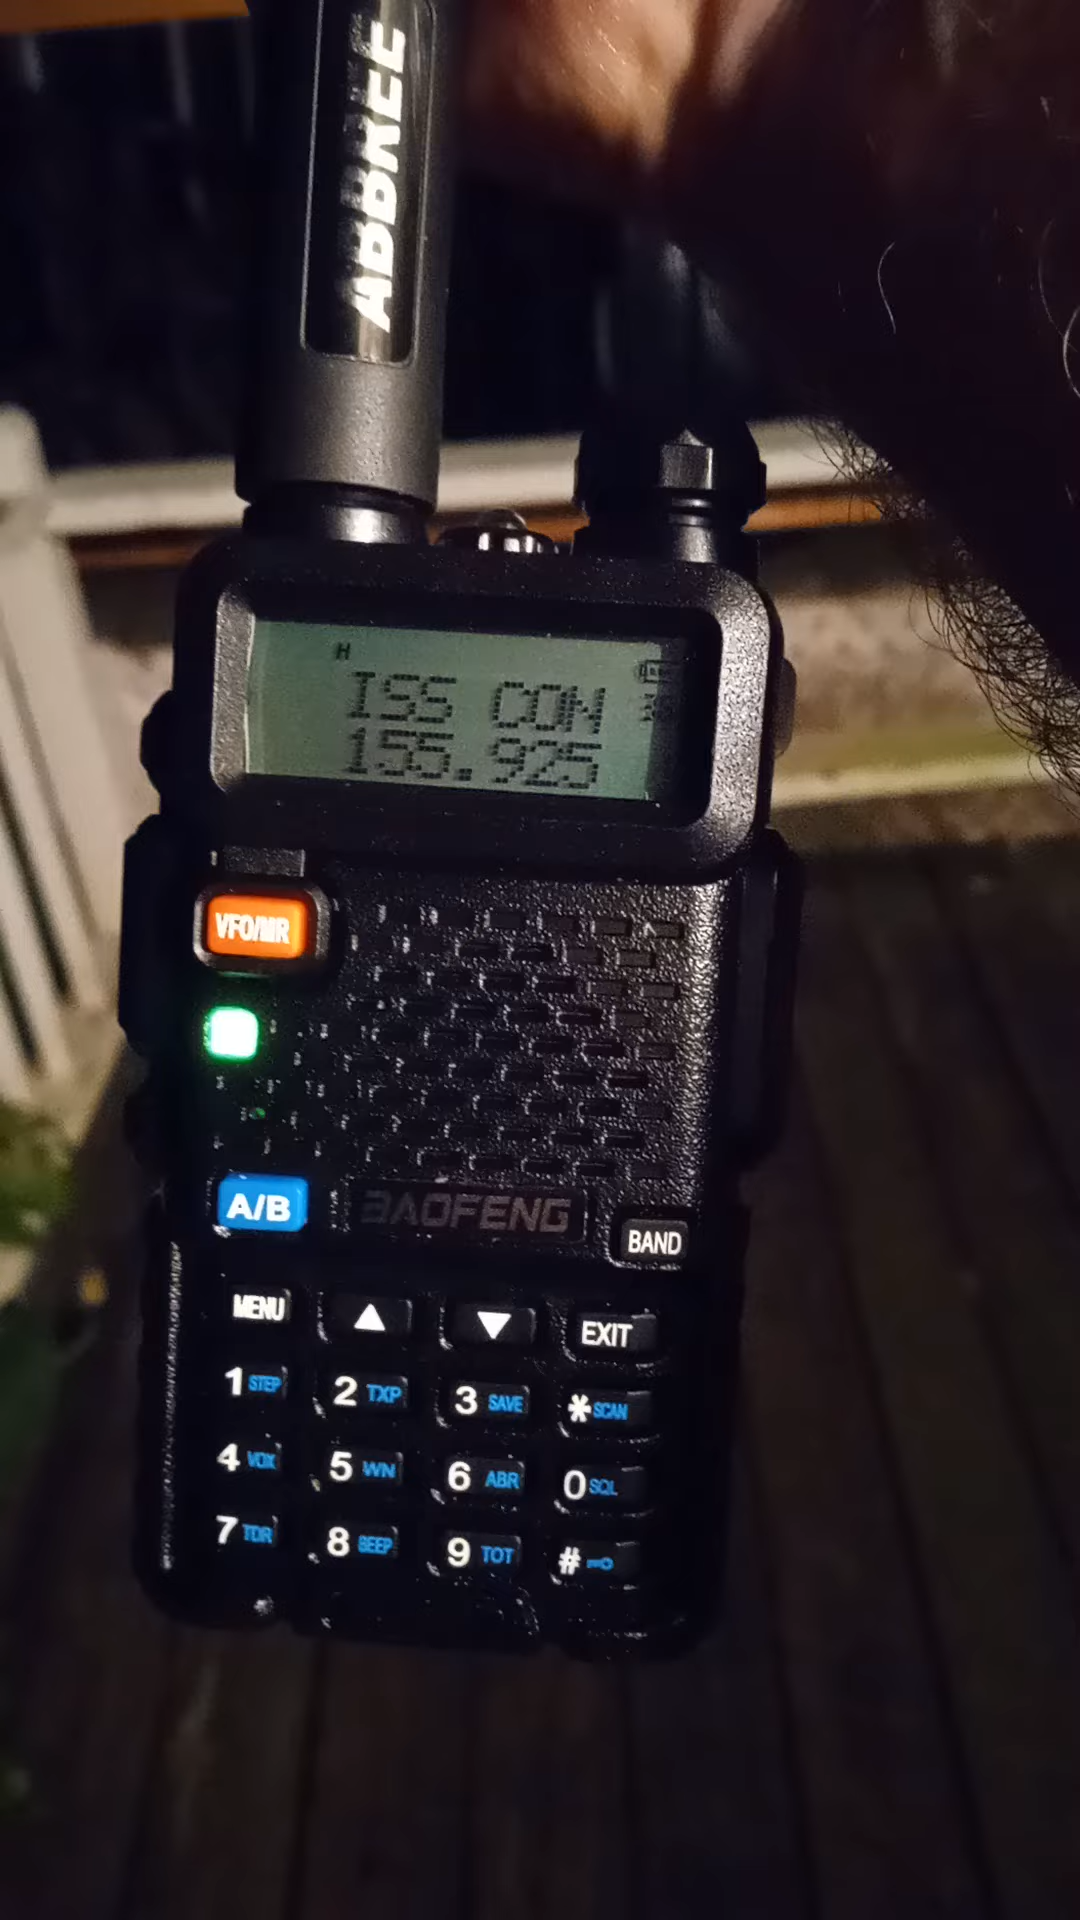 ABBREE
H
ISS CON
155.925
VFO/MR
A/B
BAOFENG
BAND
MENU ▲ ▼ EXIT
1 STEP 2 TXP 3 SAVE * SCAN
4 VOX 5 WN 6 ABR 0 SQL
7 TDR 8 BEEP 9 TOT #